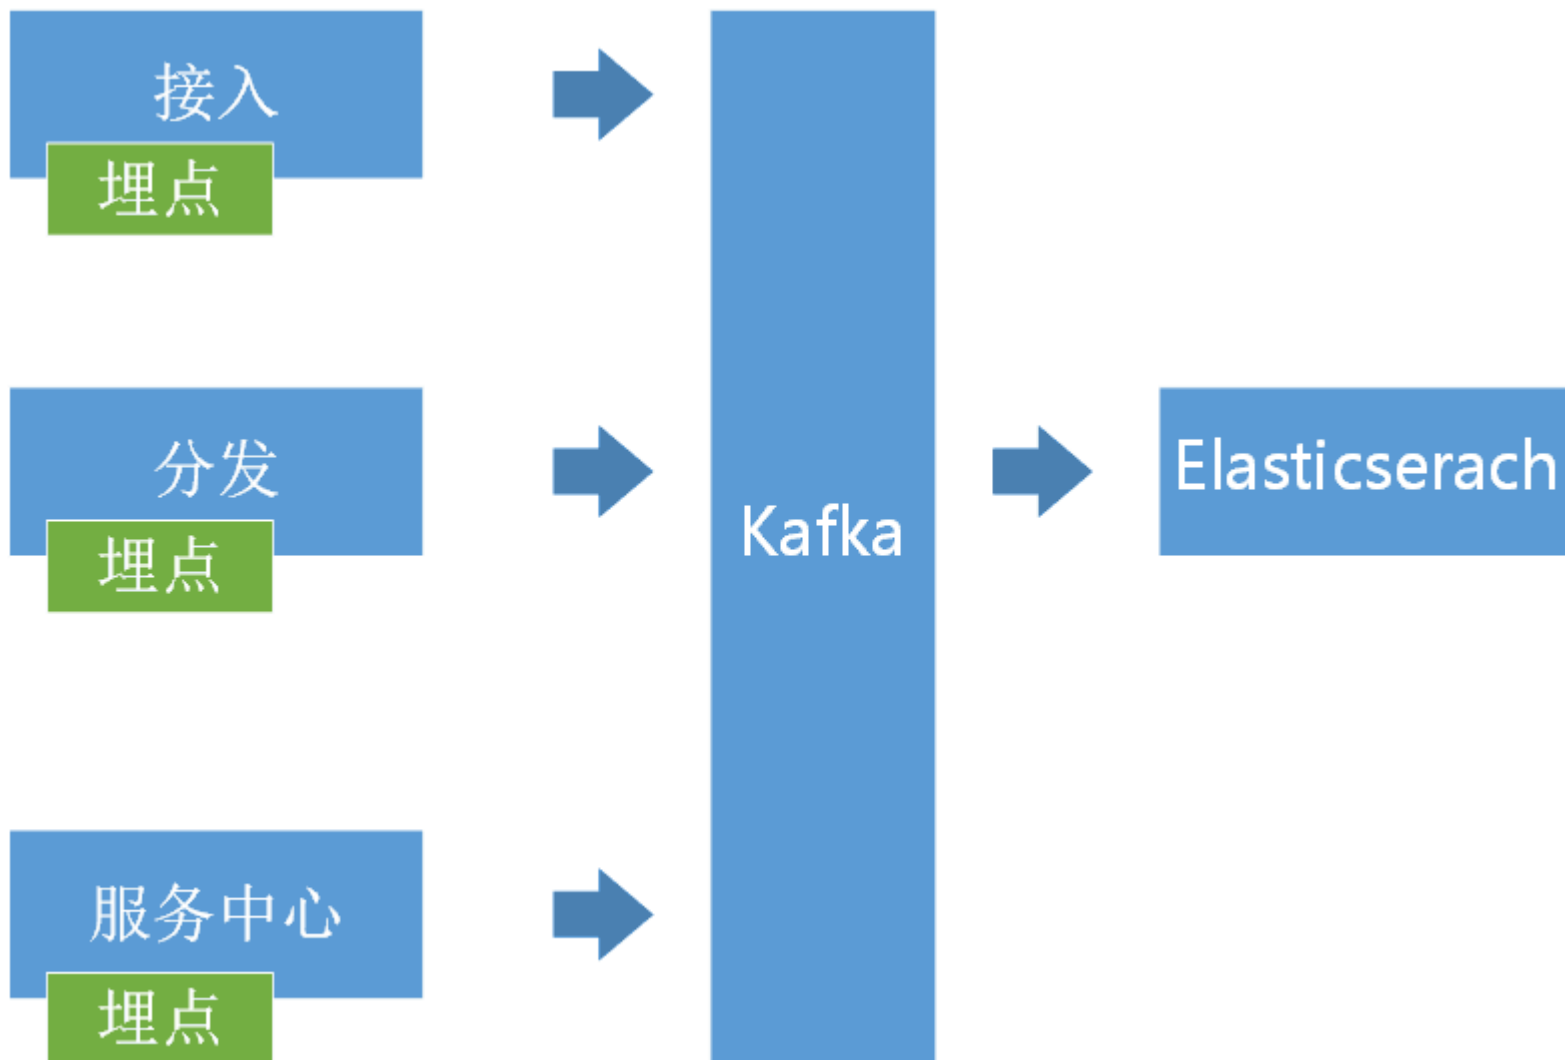 接入
埋点
分发
埋点
服务中心
埋点
Kafka
Elasticserach